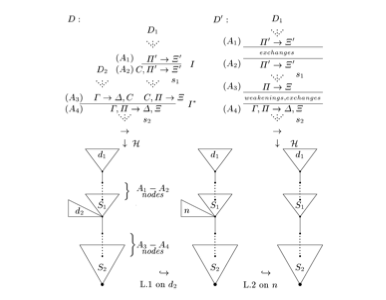 D :
D₁
(A₁) Π′ → Ξ′
(A₂) C, Π′ → Ξ′ I
D₂ s₁
(A₃) Γ → Δ, C C, Π → Ξ
(A₄) Γ, Π → Δ, Ξ
s₂
→
↓ ℋ
D′ :
D₁
(A₁) Π′ → Ξ′
exchanges
(A₂) Π′ → Ξ′
s₁
(A₃) Π → Ξ
weakenings,exchanges
(A₄) Γ, Π → Δ, Ξ
s₂
→
↓ ℋ
d₁ d₁ d₁
S₁ } A₁ − A₂ S₁ S₁
nodes
d₂ n
} A₃ − A₄
nodes
S₂ S₂ S₂
↪ ↪
L.1 on d₂ L.2 on n